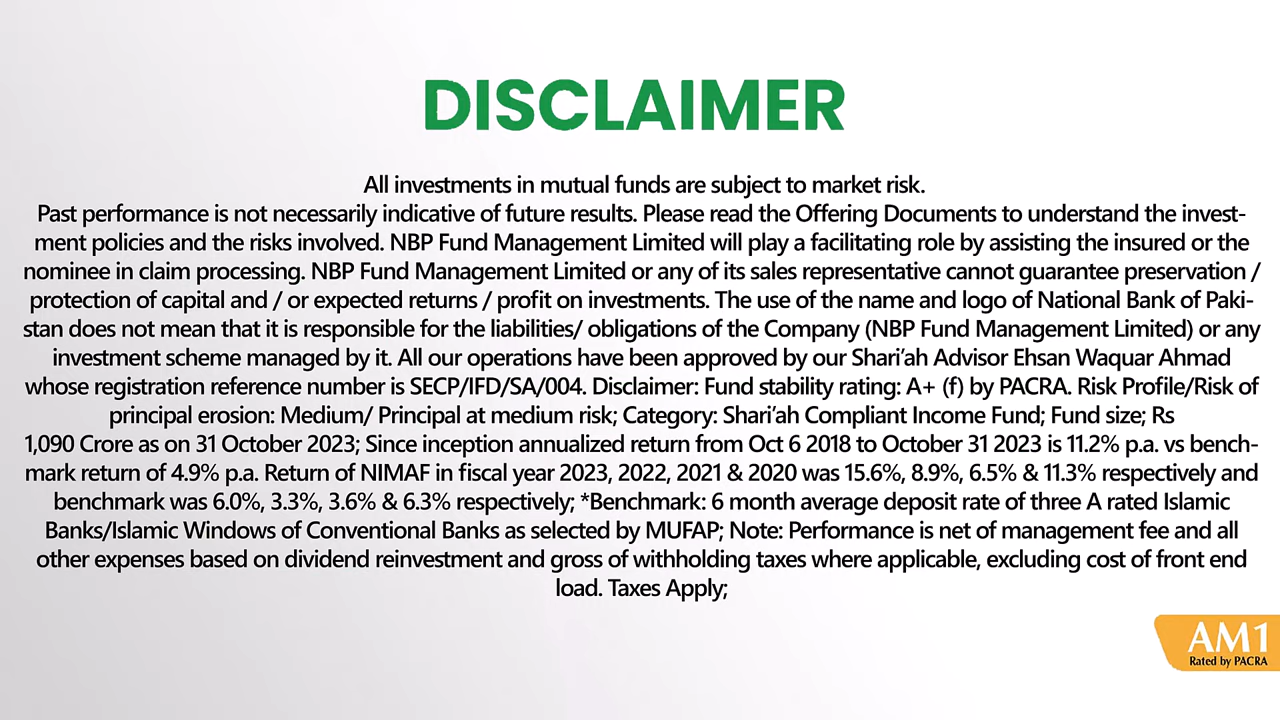 DISCLAIMER
All investments in mutual funds are subject to market risk.
Past performance is not necessarily indicative of future results. Please read the Offering Documents to understand the invest-
ment policies and the risks involved. NBP Fund Management Limited will play a facilitating role by assisting the insured or the
nominee in claim processing. NBP Fund Management Limited or any of its sales representative cannot guarantee preservation /
protection of capital and / or expected returns / profit on investments. The use of the name and logo of National Bank of Paki-
stan does not mean that it is responsible for the liabilities/ obligations of the Company (NBP Fund Management Limited) or any
investment scheme managed by it. All our operations have been approved by our Shari’ah Advisor Ehsan Waquar Ahmad
whose registration reference number is SECP/IFD/SA/004. Disclaimer: Fund stability rating: A+ (f) by PACRA. Risk Profile/Risk of
principal erosion: Medium/ Principal at medium risk; Category: Shari’ah Compliant Income Fund; Fund size; Rs
1,090 Crore as on 31 October 2023; Since inception annualized return from Oct 6 2018 to October 31 2023 is 11.2% p.a. vs bench-
mark return of 4.9% p.a. Return of NIMAF in fiscal year 2023, 2022, 2021 & 2020 was 15.6%, 8.9%, 6.5% & 11.3% respectively and
benchmark was 6.0%, 3.3%, 3.6% & 6.3% respectively; *Benchmark: 6 month average deposit rate of three A rated Islamic
Banks/Islamic Windows of Conventional Banks as selected by MUFAP; Note: Performance is net of management fee and all
other expenses based on dividend reinvestment and gross of withholding taxes where applicable, excluding cost of front end
load. Taxes Apply;
AM1
Rated by PACRA